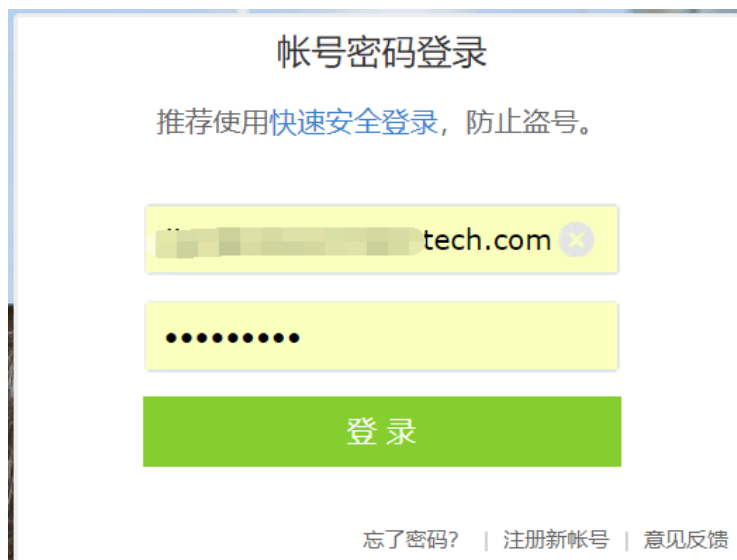 帐号密码登录
推荐使用快速安全登录，防止盗号。
tech.com
•••••••••
登 录
忘了密码? | 注册新帐号 | 意见反馈